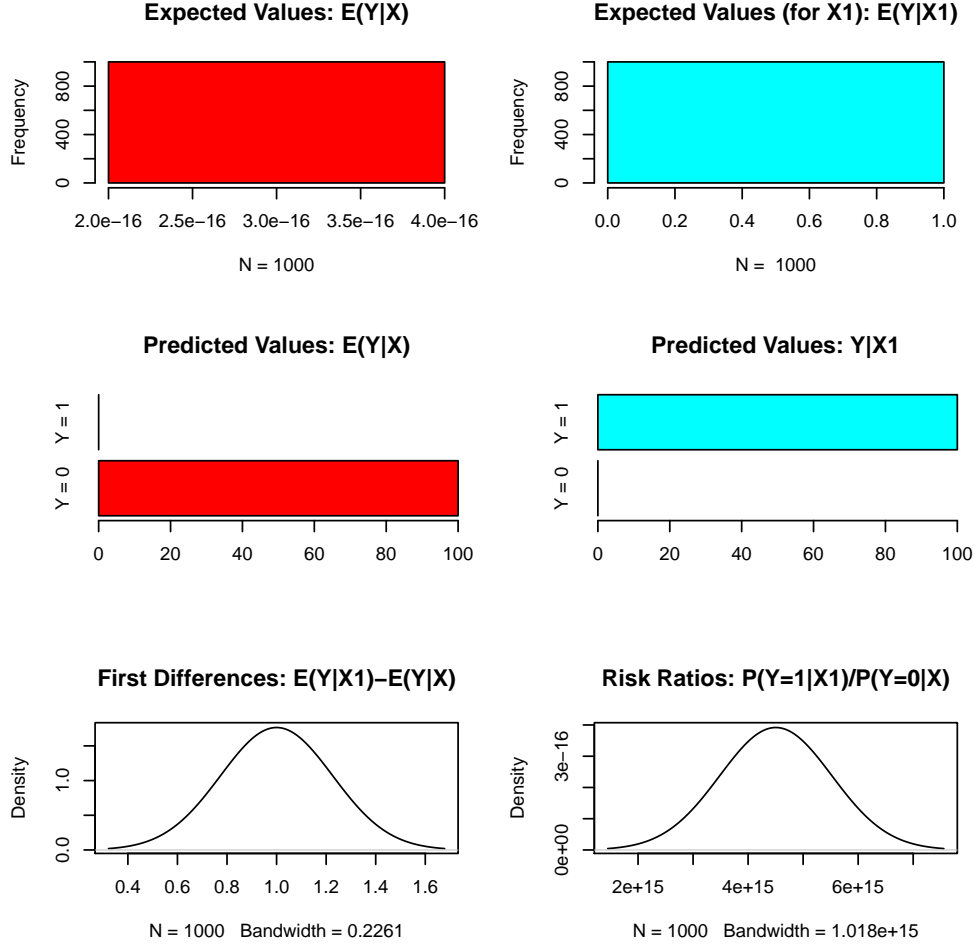 Expected Values: E(Y|X)
Frequency
0 400 800
2.0e−16 2.5e−16 3.0e−16 3.5e−16 4.0e−16
N = 1000
Expected Values (for X1): E(Y|X1)
Frequency
0 400 800
0.0 0.2 0.4 0.6 0.8 1.0
N = 1000
Predicted Values: E(Y|X)
Y = 1
Y = 0
0 20 40 60 80 100
Predicted Values: Y|X1
Y = 1
Y = 0
0 20 40 60 80 100
First Differences: E(Y|X1)−E(Y|X)
Density
0.0 1.0
0.4 0.6 0.8 1.0 1.2 1.4 1.6
N = 1000 Bandwidth = 0.2261
Risk Ratios: P(Y=1|X1)/P(Y=0|X)
Density
0e+00 3e−16
2e+15 4e+15 6e+15
N = 1000 Bandwidth = 1.018e+15